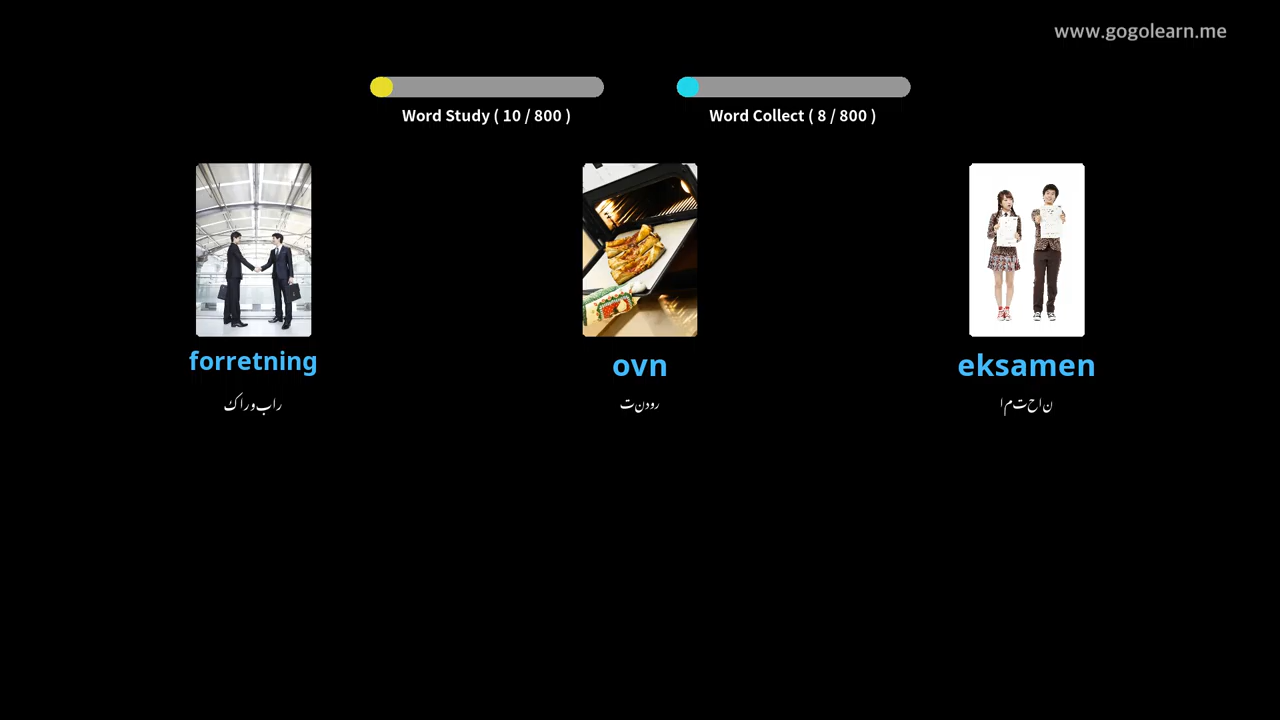 www.gogolearn.me
Word Study ( 10 / 800 )
Word Collect ( 8 / 800 )
forretning
ovn
eksamen
کاروبار
تندور
امتحان